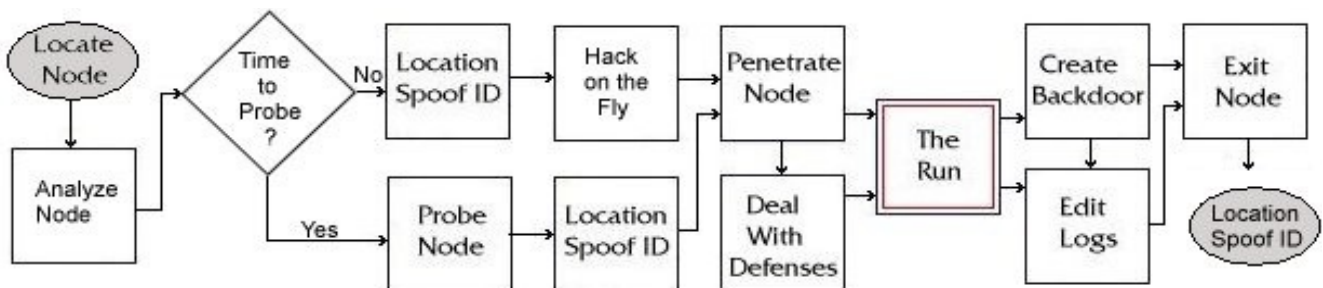 Locate
Node
Analyze
Node
Time
to
Probe
?
No
Yes
Location
Spoof ID
Hack
on the
Fly
Probe
Node
Location
Spoof ID
Penetrate
Node
Deal
With
Defenses
The
Run
Create
Backdoor
Edit
Logs
Exit
Node
Location
Spoof ID